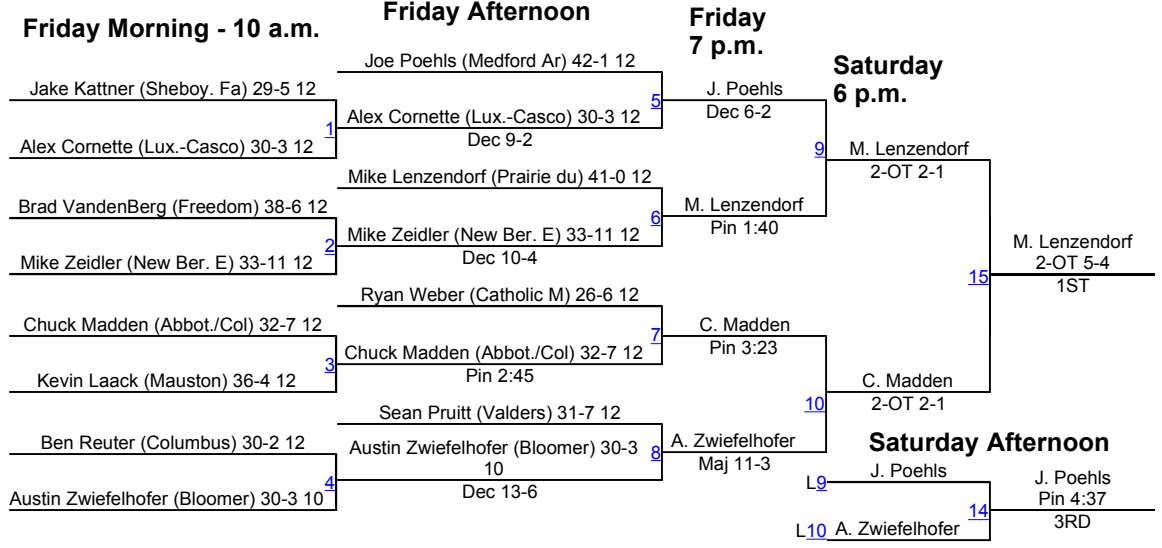 Friday Morning - 10 a.m.
Friday Afternoon
Friday
7 p.m.
Saturday
6 p.m.
Jake Kattner (Sheboy. Fa) 29-5 12
1
Alex Cornette (Lux.-Casco) 30-3 12
Brad VandenBerg (Freedom) 38-6 12
2
Mike Zeidler (New Ber. E) 33-11 12
Chuck Madden (Abbot./Col) 32-7 12
3
Kevin Laack (Mauston) 36-4 12
Ben Reuter (Columbus) 30-2 12
4
Austin Zwiefelhofer (Bloomer) 30-3 10
Joe Poehls (Medford Ar) 42-1 12
5
Alex Cornette (Lux.-Casco) 30-3 12
Dec 9-2
Mike Lenzendorf (Prairie du) 41-0 12
6
Mike Zeidler (New Ber. E) 33-11 12
Dec 10-4
Ryan Weber (Catholic M) 26-6 12
7
Chuck Madden (Abbot./Col) 32-7 12
Pin 2:45
Sean Pruitt (Valders) 31-7 12
Austin Zwiefelhofer (Bloomer) 30-3
10
8
Dec 13-6
J. Poehls
Dec 6-2
9
M. Lenzendorf
Pin 1:40
C. Madden
Pin 3:23
10
A. Zwiefelhofer
Maj 11-3
M. Lenzendorf
2-OT 2-1
15
C. Madden
2-OT 2-1
M. Lenzendorf
2-OT 5-4
1ST
Saturday Afternoon
L9
J. Poehls
14
L10 A. Zwiefelhofer
J. Poehls
Pin 4:37
3RD